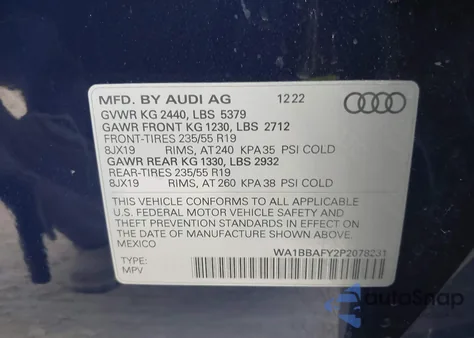 MFD. BY AUDI AG 12 22
GVWR KG 2440, LBS 5379
GAWR FRONT KG 1230, LBS 2712
FRONT-TIRES 235/55 R19
8JX19 RIMS, AT 240 KPA 35 PSI COLD
GAWR REAR KG 1330, LBS 2932
REAR-TIRES 235/55 R19
8JX19 RIMS, AT 260 KPA 38 PSI COLD
THIS VEHICLE CONFORMS TO ALL APPLICABLE
U.S. FEDERAL MOTOR VEHICLE SAFETY AND
THEFT PREVENTION STANDARDS IN EFFECT ON
THE DATE OF MANUFACTURE SHOWN ABOVE.
MEXICO
WA1BBAFY2P2078231
TYPE:
MPV
AutoSnap